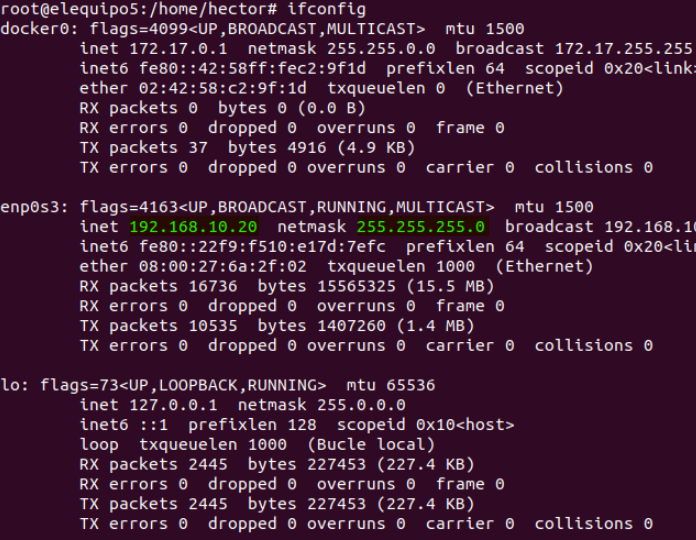 root@elequipo5:/home/hector# ifconfig
docker0: flags=4099<UP,BROADCAST,MULTICAST>  mtu 1500
        inet 172.17.0.1  netmask 255.255.0.0  broadcast 172.17.255.255
        inet6 fe80::42:58ff:fec2:9f1d  prefixlen 64  scopeid 0x20<link>
        ether 02:42:58:c2:9f:1d  txqueuelen 0  (Ethernet)
        RX packets 0  bytes 0 (0.0 B)
        RX errors 0  dropped 0  overruns 0  frame 0
        TX packets 37  bytes 4916 (4.9 KB)
        TX errors 0  dropped 0 overruns 0  carrier 0  collisions 0

enp0s3: flags=4163<UP,BROADCAST,RUNNING,MULTICAST>  mtu 1500
        inet 192.168.10.20  netmask 255.255.255.0  broadcast 192.168.10
        inet6 fe80::22f9:f510:e17d:7efc  prefixlen 64  scopeid 0x20<link
        ether 08:00:27:6a:2f:02  txqueuelen 1000  (Ethernet)
        RX packets 16736  bytes 15565325 (15.5 MB)
        RX errors 0  dropped 0  overruns 0  frame 0
        TX packets 10535  bytes 1407260 (1.4 MB)
        TX errors 0  dropped 0 overruns 0  carrier 0  collisions 0

lo: flags=73<UP,LOOPBACK,RUNNING>  mtu 65536
        inet 127.0.0.1  netmask 255.0.0.0
        inet6 ::1  prefixlen 128  scopeid 0x10<host>
        loop  txqueuelen 1000  (Bucle local)
        RX packets 2445  bytes 227453 (227.4 KB)
        RX errors 0  dropped 0  overruns 0  frame 0
        TX packets 2445  bytes 227453 (227.4 KB)
        TX errors 0  dropped 0 overruns 0  carrier 0  collisions 0